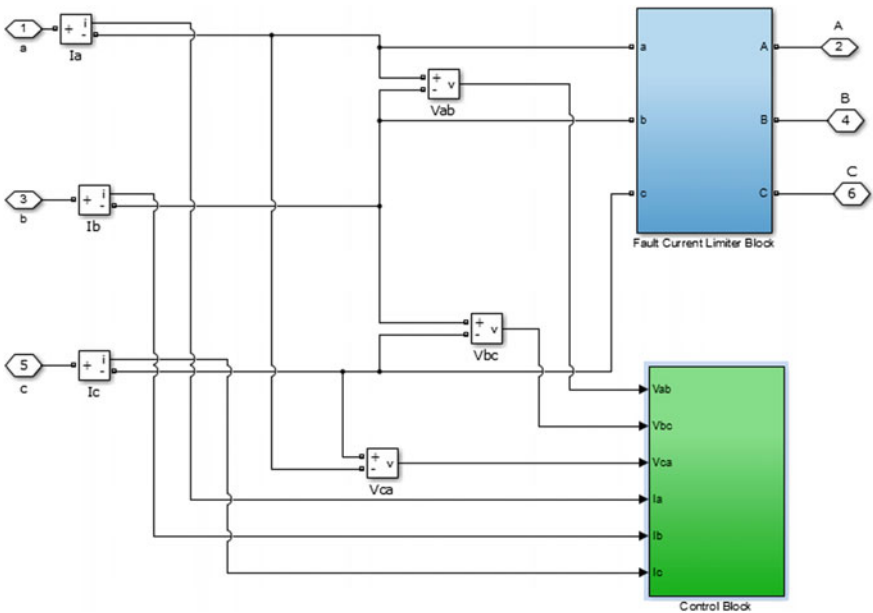 1
a
+
i
-
Ia
3
b
+
i
-
Ib
5
c
+
i
-
Ic
+
-
v
Vab
+
-
v
Vbc
+
-
v
Vca
a
b
c
A
B
C
Fault Current Limiter Block
A
2
B
4
C
6
Vab
Vbc
Vca
Ia
Ib
Ic
Control Block